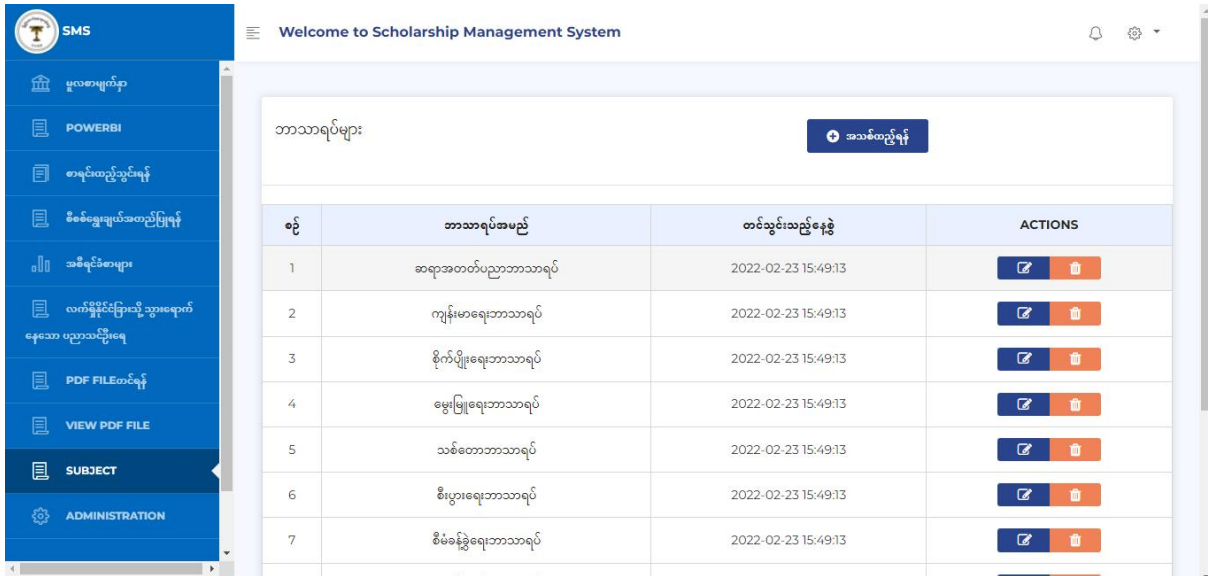 SMS
Welcome to Scholarship Management System
မူလစာမျက်နှာ
POWERBI
စာရင်းထည့်သွင်းရန်
စီစစ်ရွေးချယ်အတည်ပြုရန်
အစီရင်ခံစာများ
လက်ရှိနိုင်ငံခြားသို့ သွားရောက်
နေသော ပညာသင်ဦးရေ
PDF FILEတင်ရန်
VIEW PDF FILE
SUBJECT
ADMINISTRATION
ဘာသာရပ်များ
အသစ်ထည့်ရန်
စဉ် ဘာသာရပ်အမည် တင်သွင်းသည့်နေ့စွဲ ACTIONS
1 ဆရာအတတ်ပညာဘာသာရပ် 2022-02-23 15:49:13
2 ကျန်းမာရေးဘာသာရပ် 2022-02-23 15:49:13
3 စိုက်ပျိုးရေးဘာသာရပ် 2022-02-23 15:49:13
4 မွေးမြူရေးဘာသာရပ် 2022-02-23 15:49:13
5 သစ်တောဘာသာရပ် 2022-02-23 15:49:13
6 စီးပွားရေးဘာသာရပ် 2022-02-23 15:49:13
7 စီမံခန့်ခွဲရေးဘာသာရပ် 2022-02-23 15:49:13